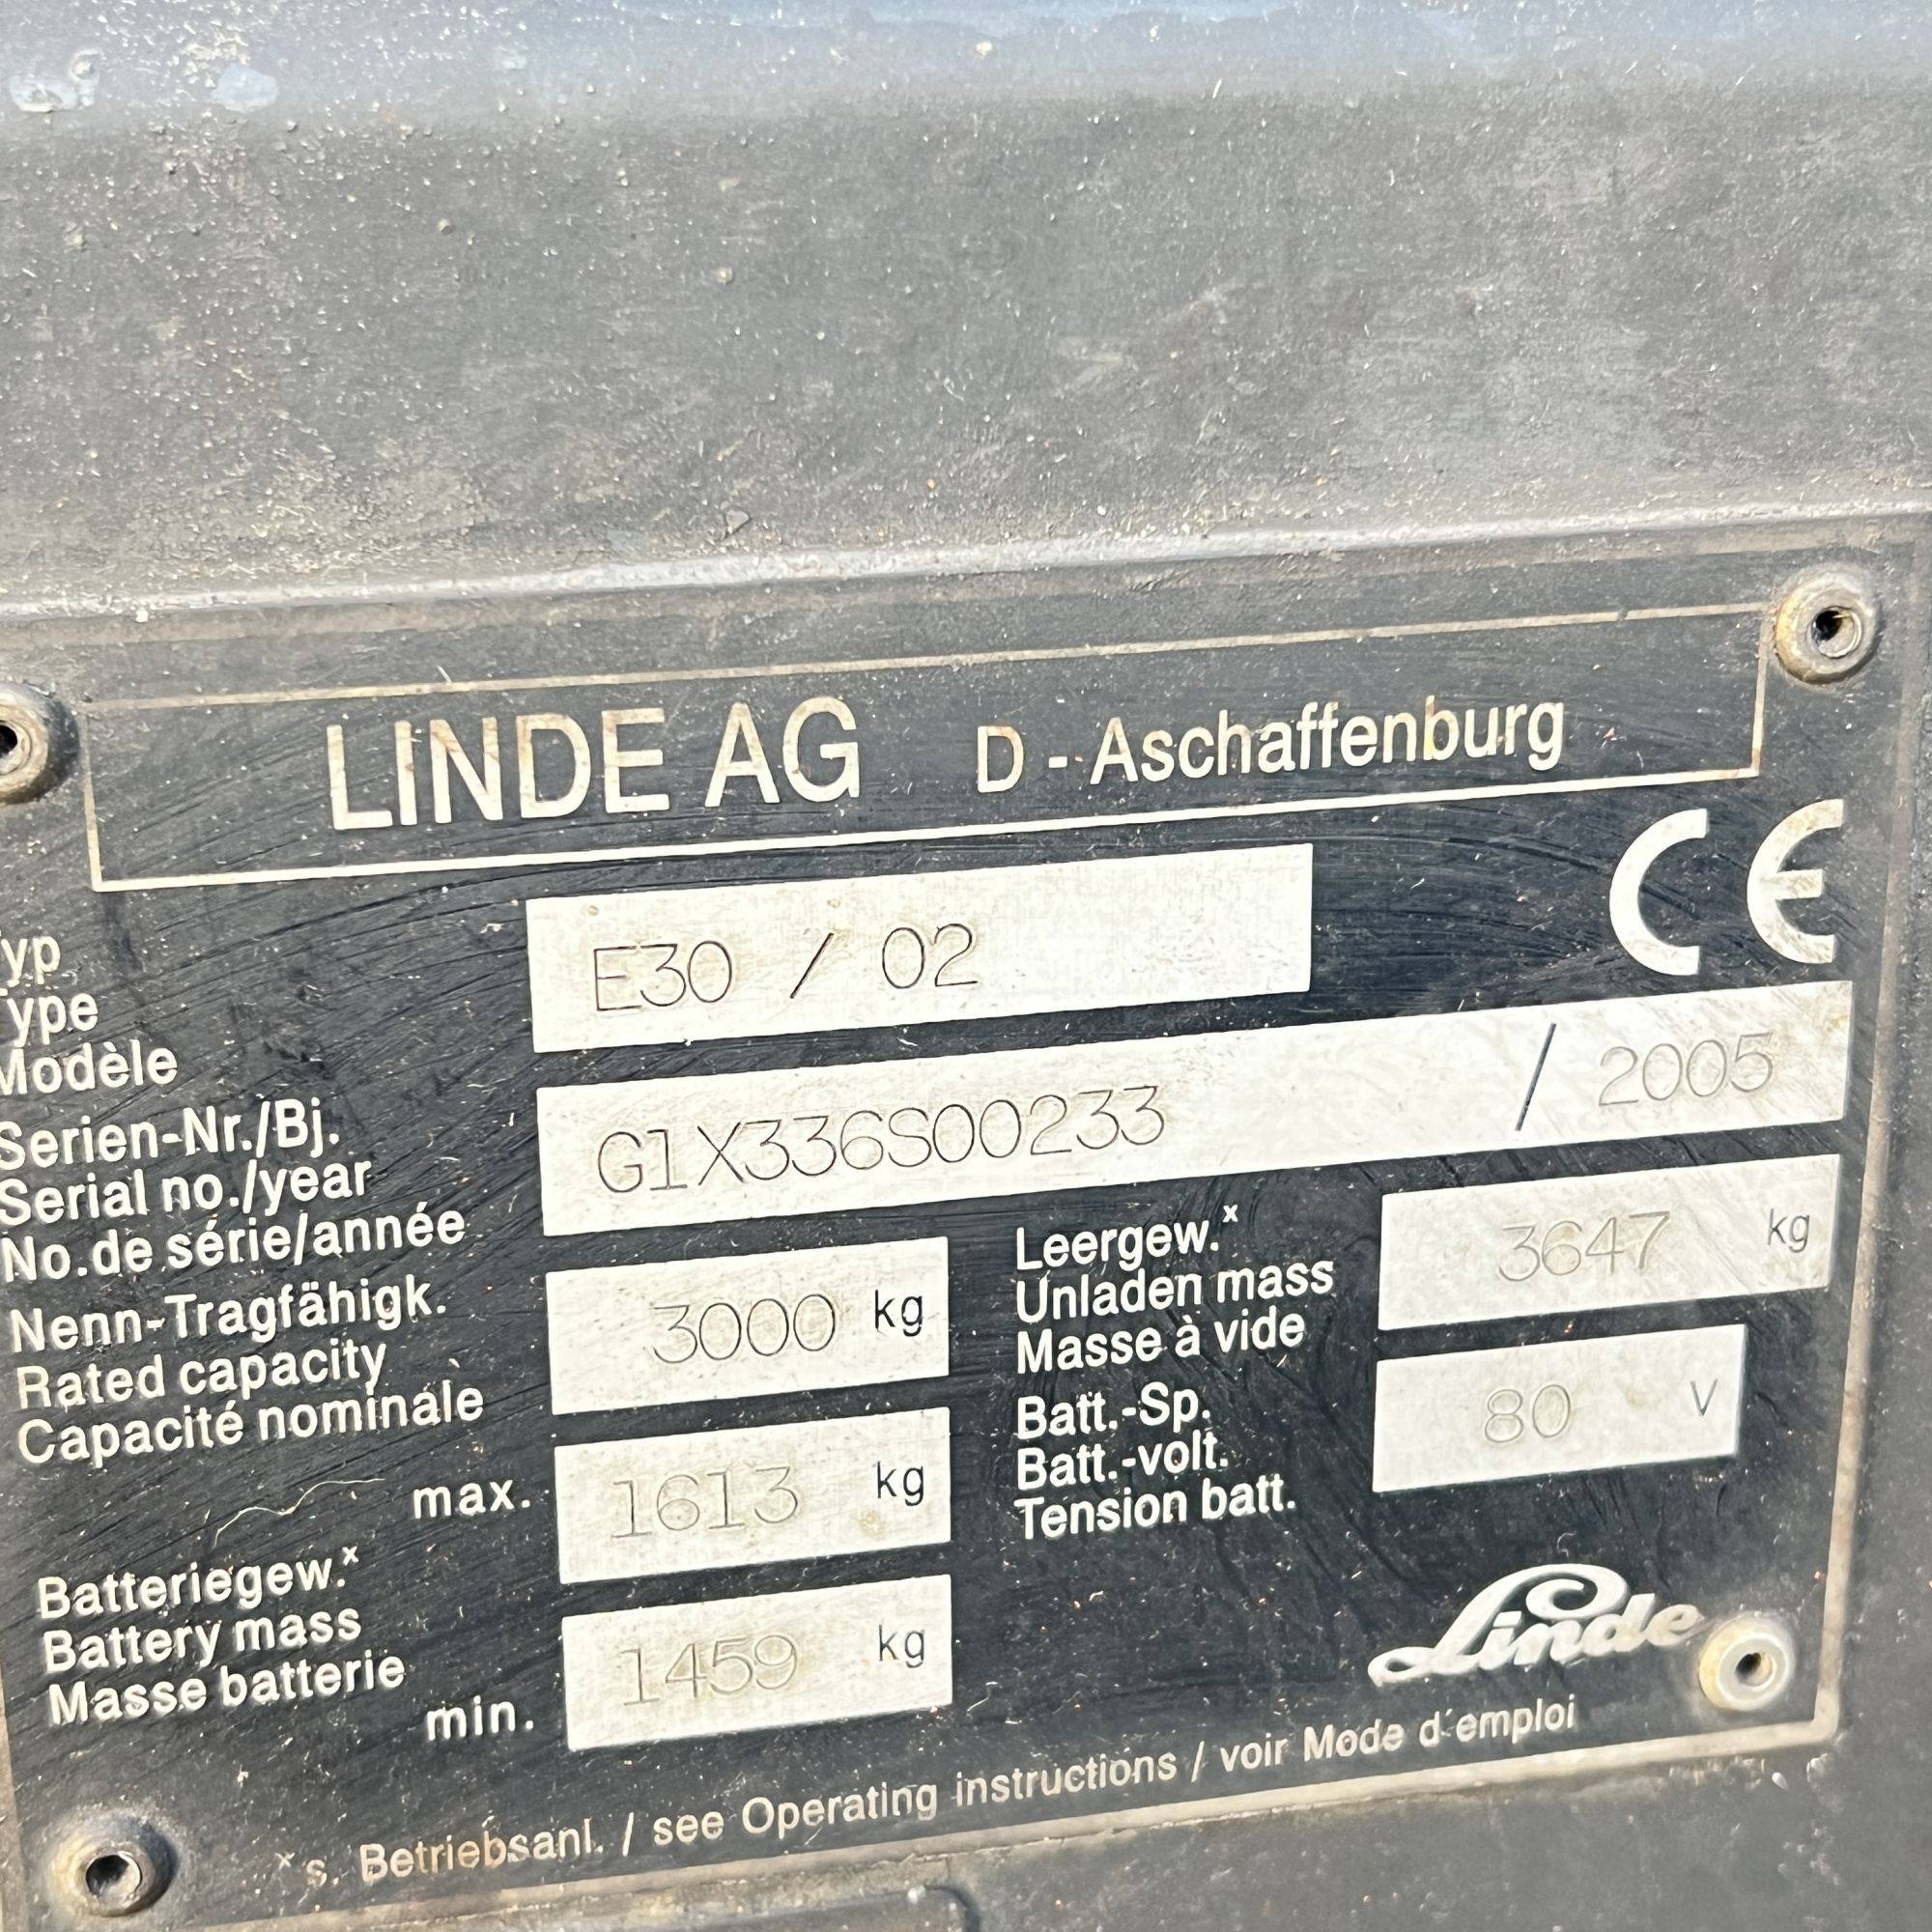 LINDE AG D - Aschaffenburg
CE
Typ E30 / 02
Type
Modèle
Serien-Nr./Bj. G1X336S00233 / 2005
Serial no./year
No.de série/année
Nenn-Tragfähigk. 3000 kg
Rated capacity
Capacité nominale
Leergew.x 3647 kg
Unladen mass
Masse à vide
max. 1613 kg
Batt.-Sp. 80 V
Batt.-volt.
Tension batt.
Batteriegew.x
Battery mass
Masse batterie
min. 1459 kg
Linde
x s. Betriebsanl. / see Operating instructions / voir Mode d'emploi